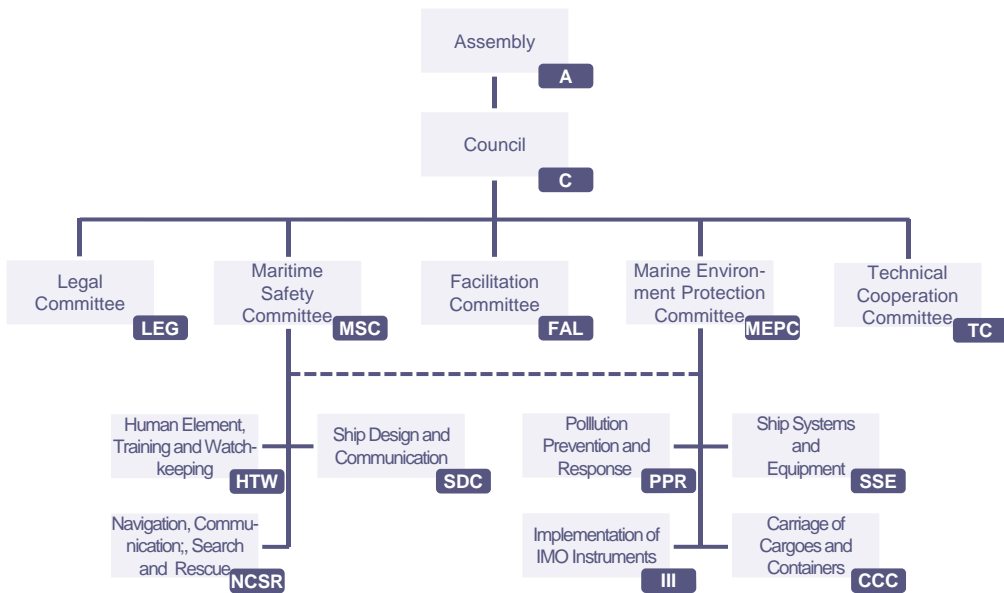 Assembly
A
Council
C
Legal
Committee
LEG
Maritime
Safety
Committee
MSC
Facilitation
Committee
FAL
Marine Environ-
ment Protection
Committee
MEPC
Technical
Cooperation
Committee
TC
Human Element,
Training and Watch-
keeping
HTW
Ship Design and
Communication
SDC
Polllution
Prevention and
Response
PPR
Ship Systems
and
Equipment
SSE
Navigation, Commu-
nication;, Search
and Rescue
NCSR
Implementation of
IMO Instruments
III
Carriage of
Cargoes and
Containers
CCC